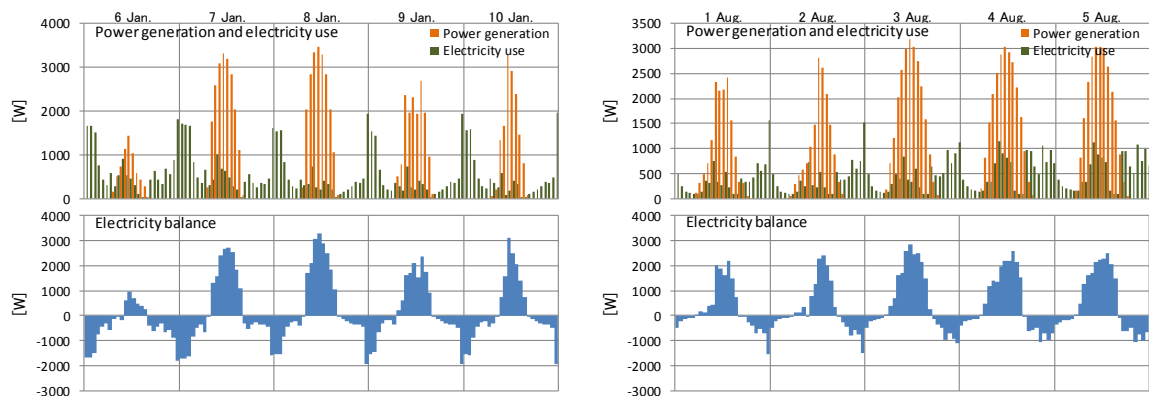 6 Jan. 7 Jan. 8 Jan. 9 Jan. 10 Jan.
Power generation and electricity use
Power generation
Electricity use
[W]
4000
3000
2000
1000
0
Electricity balance
[W]
4000
3000
2000
1000
0
-1000
-2000
-3000
1 Aug. 2 Aug. 3 Aug. 4 Aug. 5 Aug.
Power generation and electricity use
Power generation
Electricity use
[W]
3500
3000
2500
2000
1500
1000
500
0
Electricity balance
[W]
4000
3000
2000
1000
0
-1000
-2000
-3000